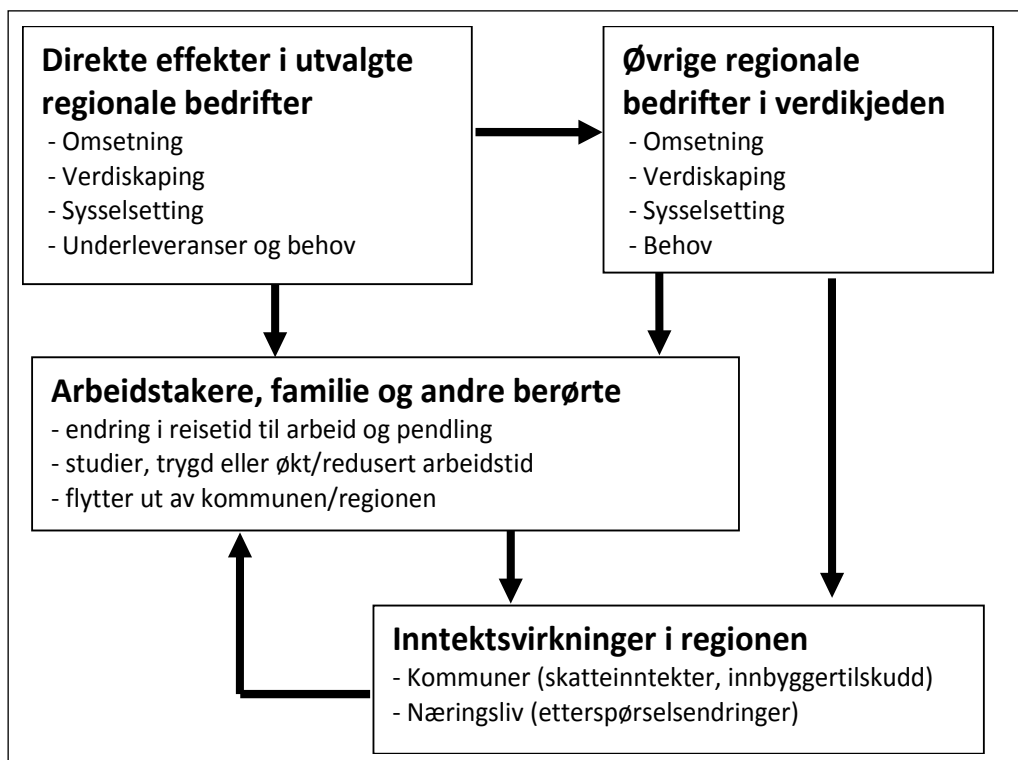 Direkte effekter i utvalgte
regionale bedrifter
- Omsetning
- Verdiskaping
- Sysselsetting
- Underleveranser og behov
Øvrige regionale
bedrifter i verdikjeden
- Omsetning
- Verdiskaping
- Sysselsetting
- Behov
Arbeidstakere, familie og andre berørte
- endring i reisetid til arbeid og pendling
- studier, trygd eller økt/redusert arbeidstid
- flytter ut av kommunen/regionen
Inntektsvirkninger i regionen
- Kommuner (skatteinntekter, innbyggertilskudd)
- Næringsliv (etterspørselsendringer)